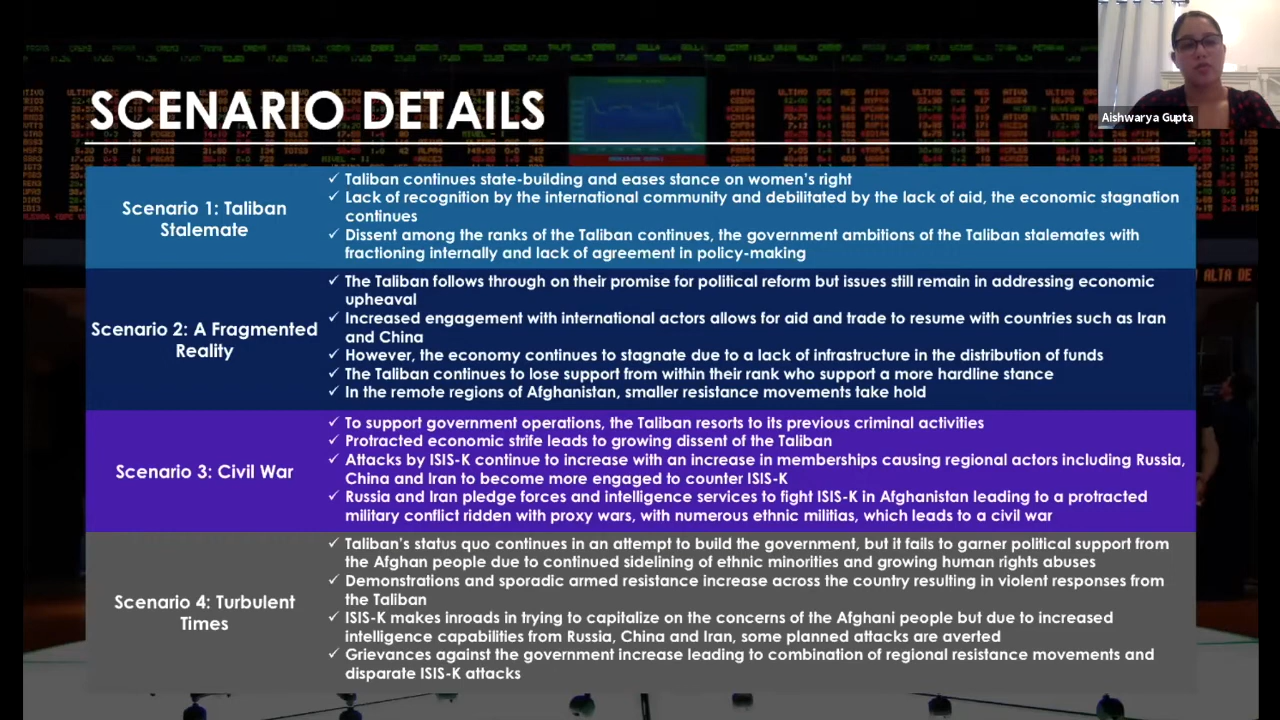 SCENARIO DETAILS
Aishwarya Gupta
Scenario 1: Taliban
Stalemate
✓ Taliban continues state-building and eases stance on women's right
✓ Lack of recognition by the international community and debilitated by the lack of aid, the economic stagnation
continues
✓ Dissent among the ranks of the Taliban continues, the government ambitions of the Taliban stalemates with
fractioning internally and lack of agreement in policy-making
Scenario 2: A Fragmented
Reality
✓ The Taliban follows through on their promise for political reform but issues still remain in addressing economic
upheaval
✓ Increased engagement with international actors allows for aid and trade to resume with countries such as Iran
and China
✓ However, the economy continues to stagnate due to a lack of infrastructure in the distribution of funds
✓ The Taliban continues to lose support from within their rank who support a more hardline stance
✓ In the remote regions of Afghanistan, smaller resistance movements take hold
Scenario 3: Civil War
✓ To support government operations, the Taliban resorts to its previous criminal activities
✓ Protracted economic strife leads to growing dissent of the Taliban
✓ Attacks by ISIS-K continue to increase with an increase in memberships causing regional actors including Russia,
China and Iran to become more engaged to counter ISIS-K
✓ Russia and Iran pledge forces and intelligence services to fight ISIS-K in Afghanistan leading to a protracted
military conflict ridden with proxy wars, with numerous ethnic militias, which leads to a civil war
Scenario 4: Turbulent
Times
✓ Taliban's status quo continues in an attempt to build the government, but it fails to garner political support from
the Afghan people due to continued sidelining of ethnic minorities and growing human rights abuses
✓ Demonstrations and sporadic armed resistance increase across the country resulting in violent responses from
the Taliban
✓ ISIS-K makes inroads in trying to capitalize on the concerns of the Afghani people but due to increased
intelligence capabilities from Russia, China and Iran, some planned attacks are averted
✓ Grievances against the government increase leading to combination of regional resistance movements and
disparate ISIS-K attacks
ALTA DE